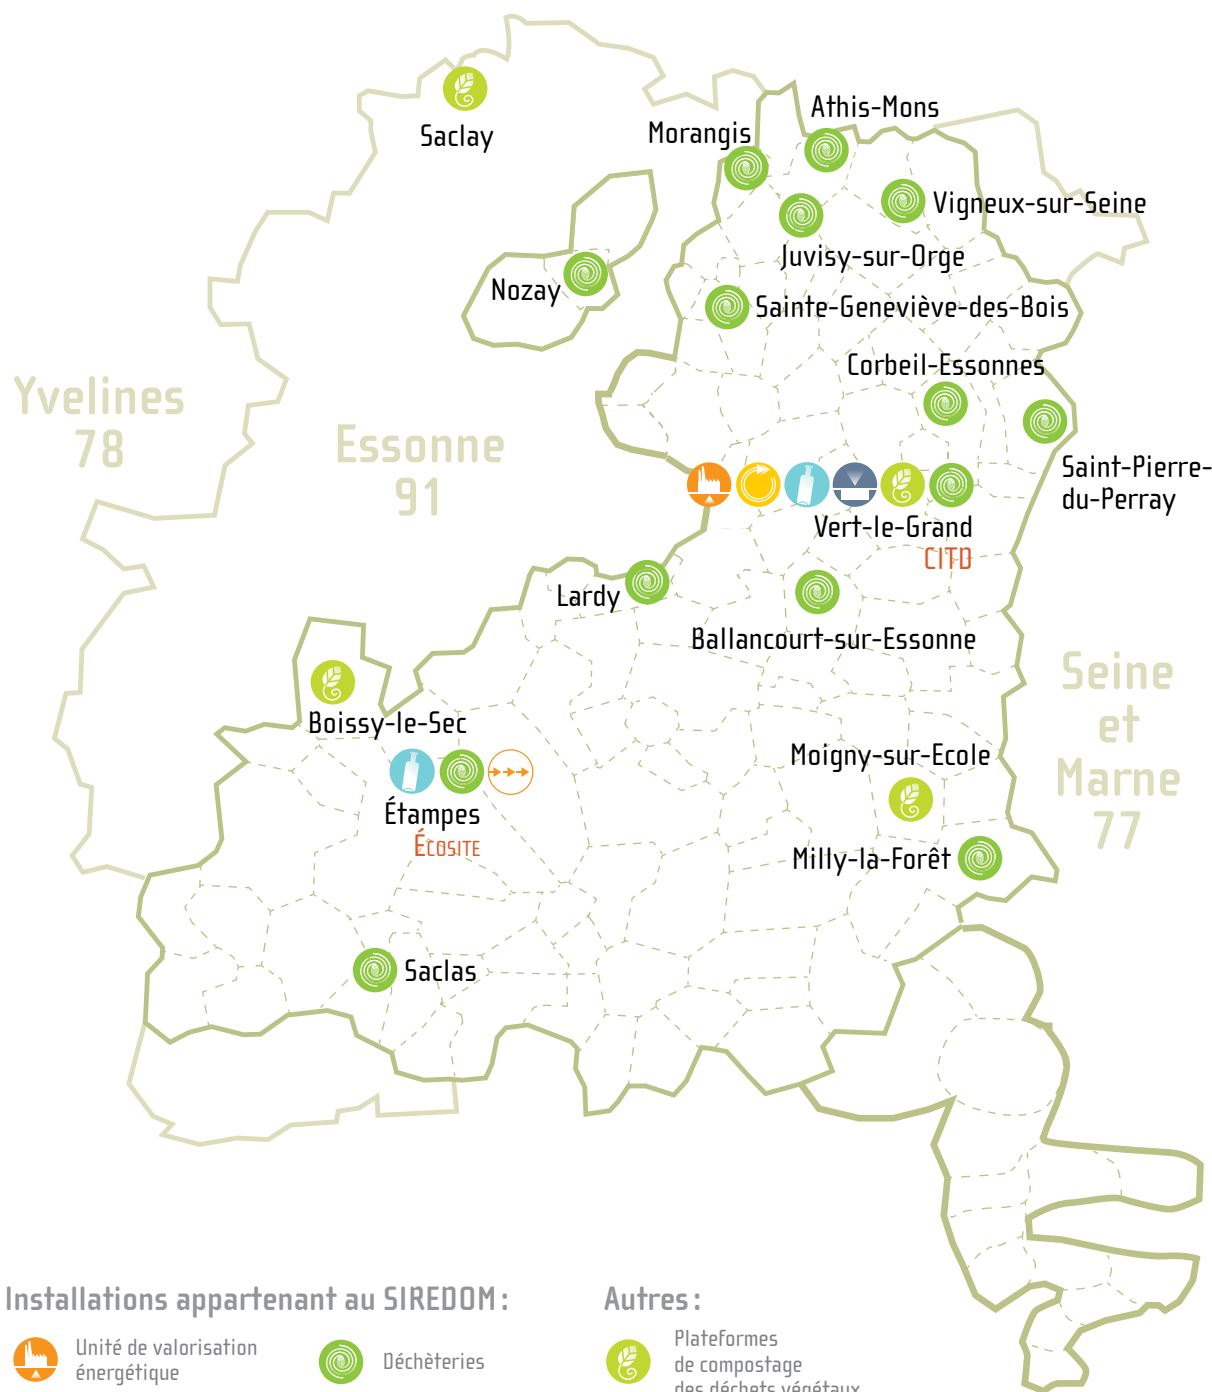 Saclay
Athis-Mons
Morangis
Vigneux-sur-Seine
Juvisy-sur-Orge
Nozay
Sainte-Geneviève-des-Bois
Corbeil-Essonnes
Yvelines
78
Essonne
91
Saint-Pierre-
du-Perray
Vert-le-Grand
CITD
Lardy
Ballancourt-sur-Essonne
Seine
et
Marne
77
Boissy-le-Sec
Moigny-sur-Ecole
Étampes
ÉCOSITE
Milly-la-Forêt
Saclas
Installations appartenant au SIREDOM :
Unité de valorisation
énergétique
Déchèteries
Autres :
Plateformes
de compostage
des déchets végétaux